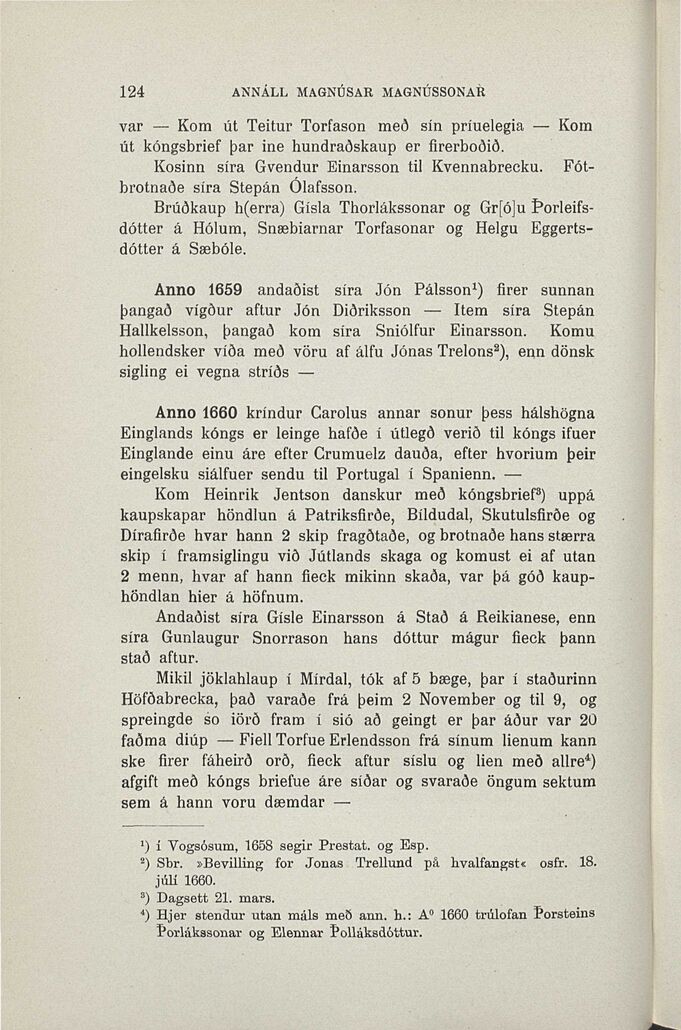 124 ANNÁLL MAGNÚSAR MAGNÚSSONAR
var — Kom út Teitur Torfason með sín príuelegia — Kom
út kóngsbrief þar ine hundraðskaup er firerboðið.
Kosinn síra Gvendur Einarsson til Kvennabrecku. Fót-
brotnaðe síra Stepán Ólafsson.
Brúðkaup h(erra) Gísla Thorlákssonar og Gr[ó]u Þorleifs-
dótter á Hólum, Snæbiarnar Torfasonar og Helgu Eggerts-
dótter á Sæbóle.
Anno 1659 andaðist síra Jón Pálsson¹) firer sunnan
þangað vígður aftur Jón Diðriksson — Item síra Stepán
Hallkelsson, þangað kom síra Sniólfur Einarsson. Komu
hollendsker víða með vöru af álfu Jónas Trelons²), enn dönsk
sigling ei vegna stríðs —
Anno 1660 kríndur Carolus annar sonur þess hálshögna
Einglands kóngs er leinge hafðe í útlegð verið til kóngs ifuer
Einglande einu áre efter Crumuelz dauða, efter hvorium þeir
eingelsku siálfuer sendu til Portugal í Spanienn. —
Kom Heinrik Jentson danskur með kóngsbrief³) uppá
kaupskapar höndlun á Patriksfirðe, Bíldudal, Skutulsfirðe og
Dírafirðe hvar hann 2 skip fragðtaðe, og brotnaðe hans stærra
skip í framsiglingu við Jútlands skaga og komust ei af utan
2 menn, hvar af hann fieck mikinn skaða, var þá góð kaup-
höndlan hier á höfnum.
Andaðist síra Gísle Einarsson á Stað á Reikianese, enn
síra Gunlaugur Snorrason hans dóttur mágur fieck þann
stað aftur.
Mikil jöklahlaup í Mírdal, tók af 5 bæge, þar í staðurinn
Höfðabrecka, það varaðe frá þeim 2 November og til 9, og
spreingde so iörð fram í sió að geingt er þar áður var 20
faðma diúp — Fiell Torfue Erlendsson frá sínum lienum kann
ske firer fáheirð orð, fieck aftur síslu og lien með allre⁴)
afgift með kóngs briefue áre síðar og svaraðe öngum sektum
sem á hann voru dæmdar —
¹) í Vogsósum, 1658 segir Prestat. og Esp.
²) Sbr. »Bevilling for Jonas Trellund på hvalfangst« osfr. 18.
júlí 1660.
³) Dagsett 21. mars.
⁴) Hjer stendur utan máls með ann. h.: A⁰ 1660 trúlofan Þorsteins
Þorlákssonar og Elennar Þolláksdóttur.